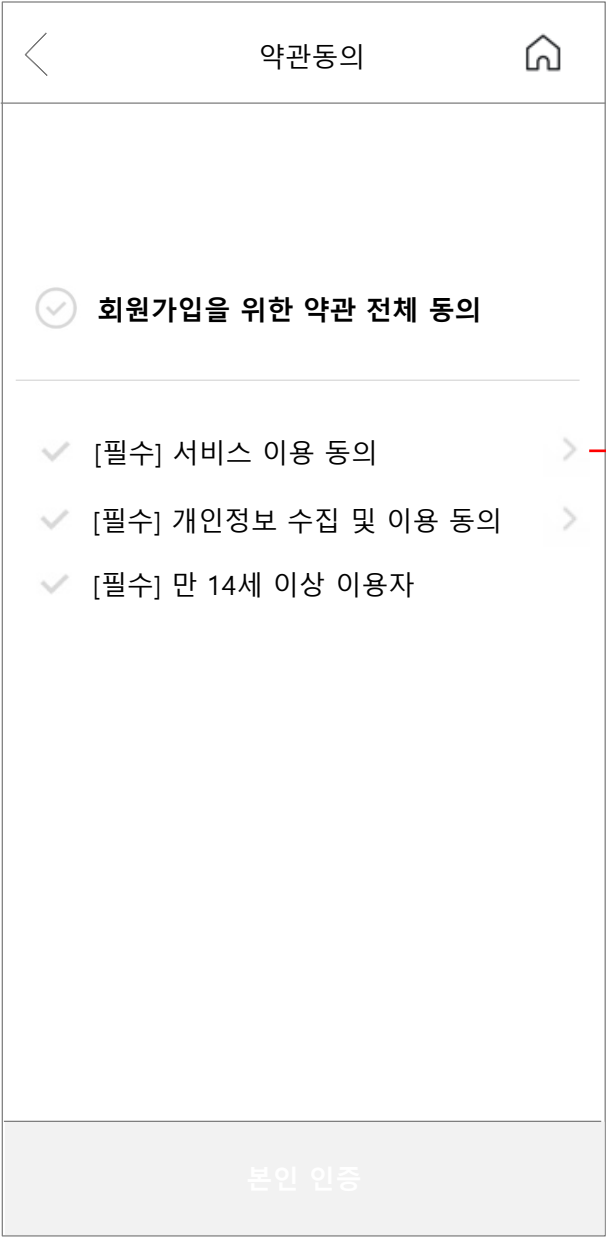 약관동의
회원가입을 위한 약관 전체 동의
[필수] 서비스 이용 동의
[필수] 개인정보 수집 및 이용 동의
[필수] 만 14세 이상 이용자
본인 인증